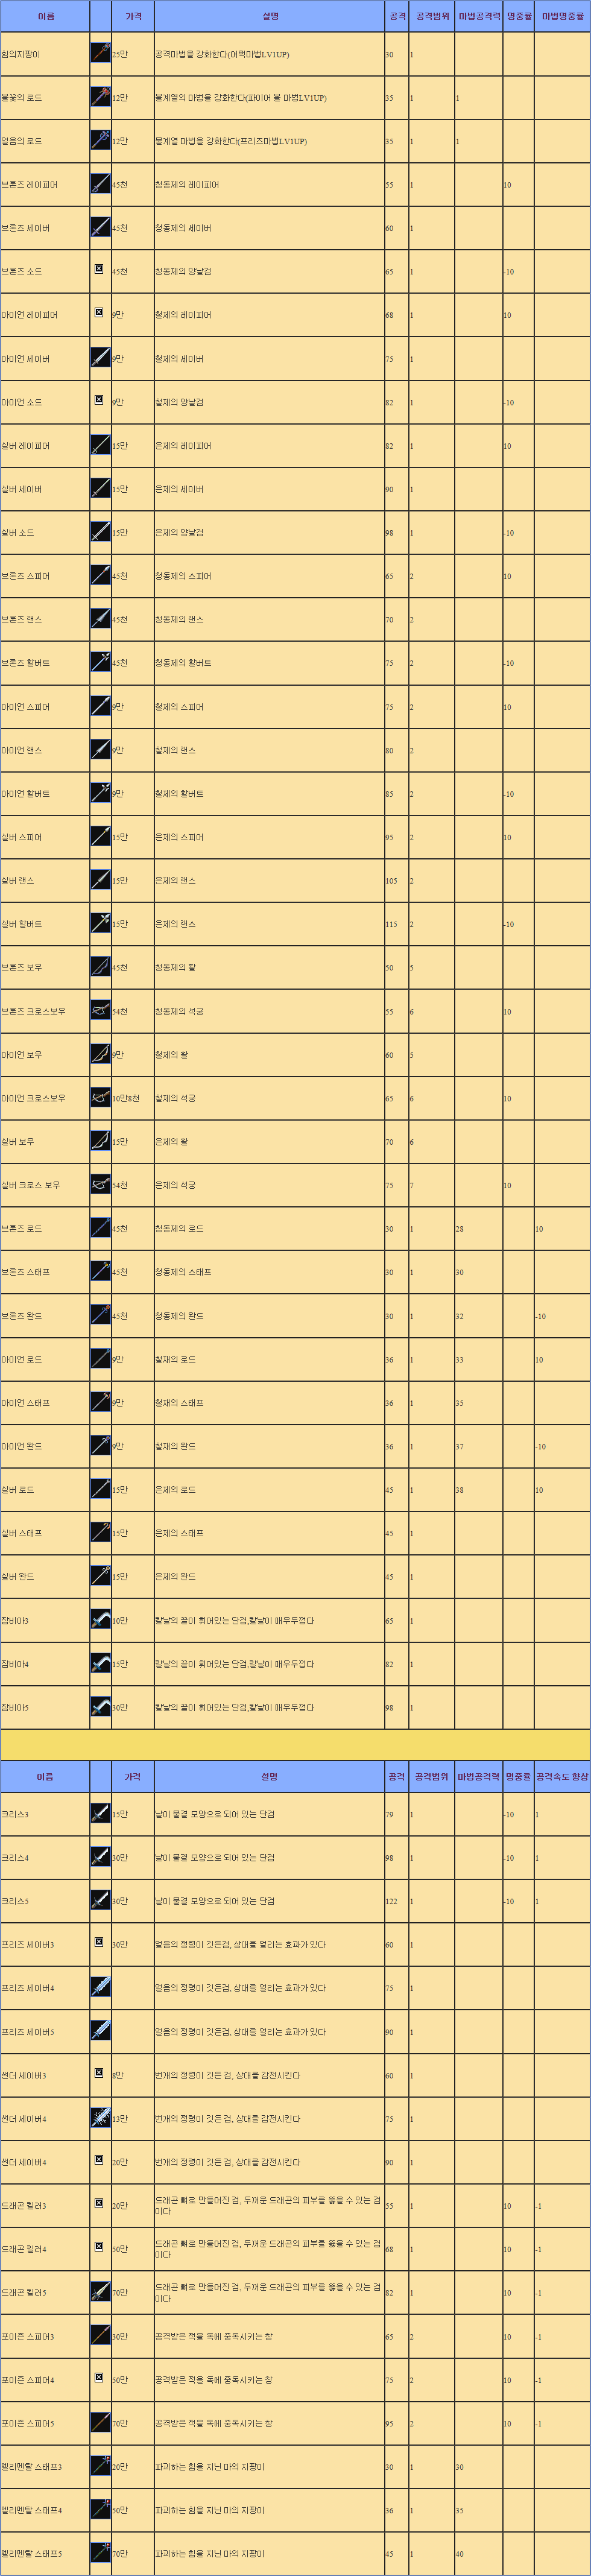 이름 가격 설명 공격 공격범위 마법공격력 명중률 마법명중률
힘의지팡이 25만 공격마법을 강화한다(어택마법LV1UP) 30 1
불꽃의 로드 12만 불계열의 마법을 강화한다(파이어 볼 마법LV1UP) 35 1 1
얼음의 로드 12만 물계열 마법을 강화한다(프리즈마법LV1UP) 35 1 1
브론즈 레이피어 45천 청동제의 레이피어 55 1 10
브론즈 세이버 45천 청동제의 세이버 60 1
브론즈 소드 45천 청동제의 양날검 65 1 -10
아이언 레이피어 9만 철제의 레이피어 68 1 10
아이언 세이버 9만 철제의 세이버 75 1
아이언 소드 9만 철제의 양날검 82 1 -10
실버 레이피어 15만 은제의 레이피어 82 1 10
실버 세이버 15만 은제의 세이버 90 1
실버 소드 15만 은제의 양날검 98 1 -10
브론즈 스피어 45천 청동제의 스피어 65 2 10
브론즈 랜스 45천 청동제의 랜스 70 2
브론즈 할버트 45천 청동제의 할버트 75 2 -10
아이언 스피어 9만 철제의 스피어 75 2 10
아이언 랜스 9만 철제의 랜스 80 2
아이언 할버트 9만 철제의 할버트 85 2 -10
실버 스피어 15만 은제의 스피어 95 2 10
실버 랜스 15만 은제의 랜스 105 2
실버 할버트 15만 은제의 랜스 115 2 -10
브론즈 보우 45천 청동제의 활 50 5
브론즈 크로스보우 54천 청동제의 석궁 55 6 10
아이언 보우 9만 철제의 활 60 5
아이언 크로스보우 10만8천 철제의 석궁 65 6 10
실버 보우 15만 은제의 활 70 6
실버 크로스 보우 54천 은제의 석궁 75 7 10
브론즈 로드 45천 청동제의 로드 30 1 28 10
브론즈 스태프 45천 청동제의 스태프 30 1 30
브론즈 완드 45천 청동제의 완드 30 1 32 -10
아이언 로드 9만 철재의 로드 36 1 33 10
아이언 스태프 9만 철재의 스태프 36 1 35
아이언 완드 9만 철재의 완드 36 1 37 -10
실버 로드 15만 은제의 로드 45 1 38 10
실버 스태프 15만 은제의 스태프 45 1
실버 완드 15만 은제의 완드 45 1
잠비아3 10만 칼날의 끝이 휘어있는 단검,칼날이 매우두껍다 65 1
잠비아4 15만 칼날의 끝이 휘어있는 단검,칼날이 매우두껍다 82 1
잠비아5 30만 칼날의 끝이 휘어있는 단검,칼날이 매우두껍다 98 1
이름 가격 설명 공격 공격범위 마법공격력 명중률 공격속도 향상
크리스3 15만 날이 물결 모양으로 되어 있는 단검 79 1 -10 1
크리스4 30만 날이 물결 모양으로 되어 있는 단검 98 1 -10 1
크리스5 30만 날이 물결 모양으로 되어 있는 단검 122 1 -10 1
프리즈 세이버3 30만 얼음의 정령이 깃든검, 상대를 얼리는 효과가 있다 60 1
프리즈 세이버4 얼음의 정령이 깃든검, 상대를 얼리는 효과가 있다 75 1
프리즈 세이버5 얼음의 정령이 깃든검, 상대를 얼리는 효과가 있다 90 1
썬더 세이버3 8만 번개의 정령이 깃든 검, 상대를 감전시킨다 60 1
썬더 세이버4 13만 번개의 정령이 깃든 검, 상대를 감전시킨다 75 1
썬더 세이버4 20만 번개의 정령이 깃든 검, 상대를 감전시킨다 90 1
드래곤 킬러3 20만 드래곤 뼈로 만들어진 검, 두꺼운 드래곤의 피부를 뚫을 수 있는 검 55 1 10 -1
이다
드래곤 킬러4 50만 드래곤 뼈로 만들어진 검, 두꺼운 드래곤의 피부를 뚫을 수 있는 검 68 1 10 -1
이다
드래곤 킬러5 70만 드래곤 뼈로 만들어진 검, 두꺼운 드래곤의 피부를 뚫을 수 있는 검 82 1 10 -1
이다
포이즌 스피어3 30만 공격받은 적을 독에 중독시키는 창 65 2 10 -1
포이즌 스피어4 50만 공격받은 적을 독에 중독시키는 창 75 2 10 -1
포이즌 스피어5 70만 공격받은 적을 독에 중독시키는 창 95 2 10 -1
엘리멘탈 스태프3 20만 파괴하는 힘을 지닌 마의 지팡이 30 1 30
엘리멘탈 스태프4 50만 파괴하는 힘을 지닌 마의 지팡이 36 1 35
엘리멘탈 스태프5 70만 파괴하는 힘을 지닌 마의 지팡이 45 1 40